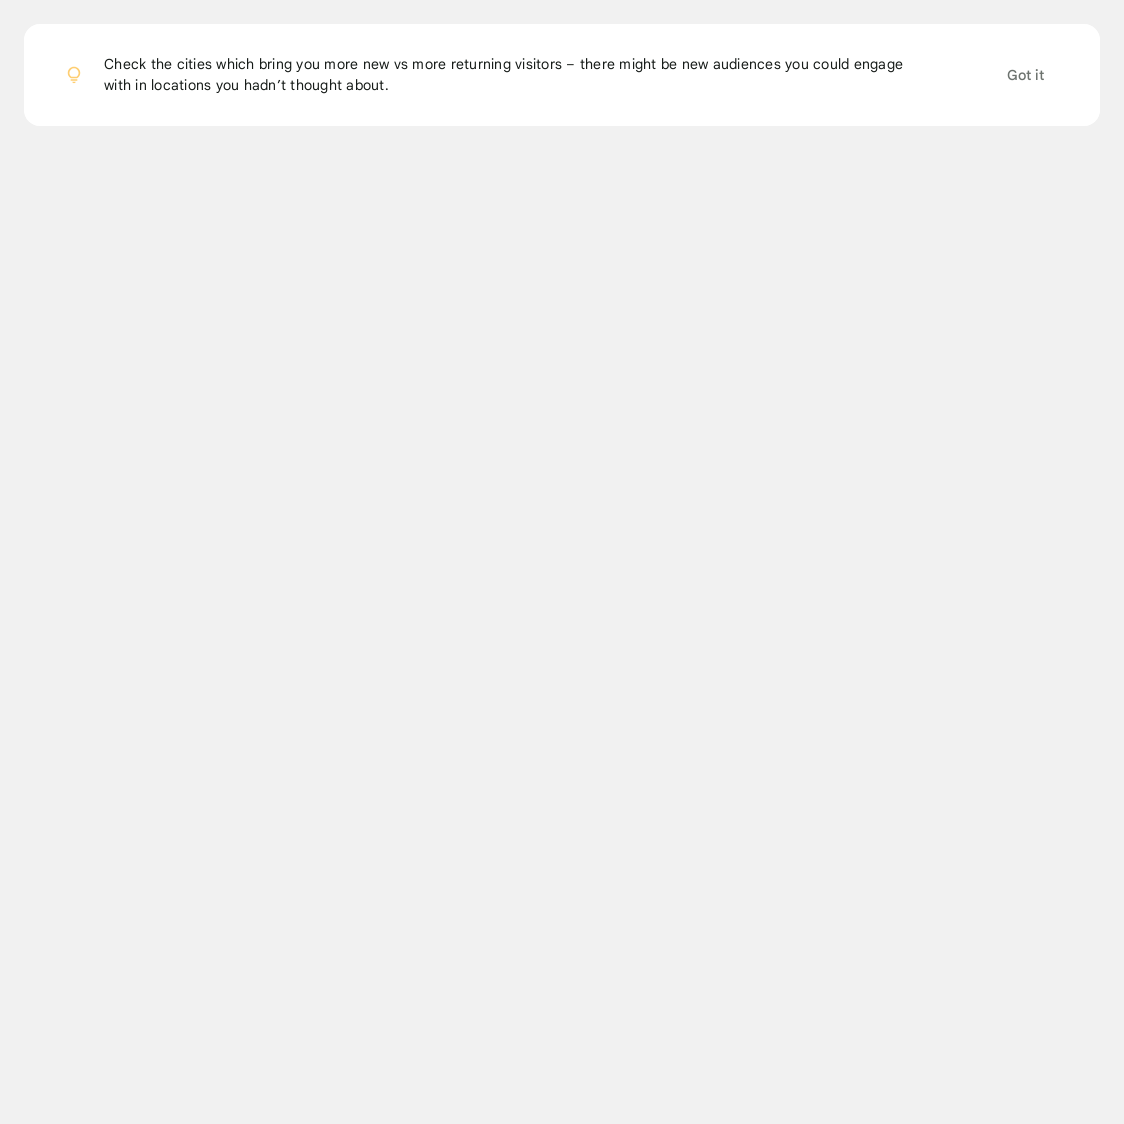 Check the cities which bring you more new vs more returning visitors – there might be new audiences you could engage
with in locations you hadn’t thought about.
Got it